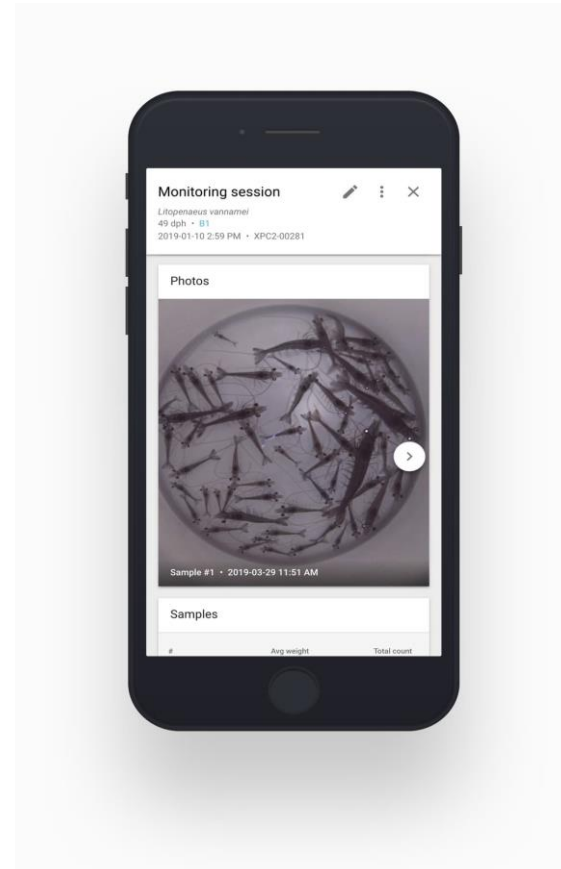 Monitoring session
Litopenaeus vannamei
49 dph • B1
2019-01-10 2:59 PM • XPC2-00281
Photos
Sample #1 • 2019-03-29 11:51 AM
Samples
# Avg weight Total count